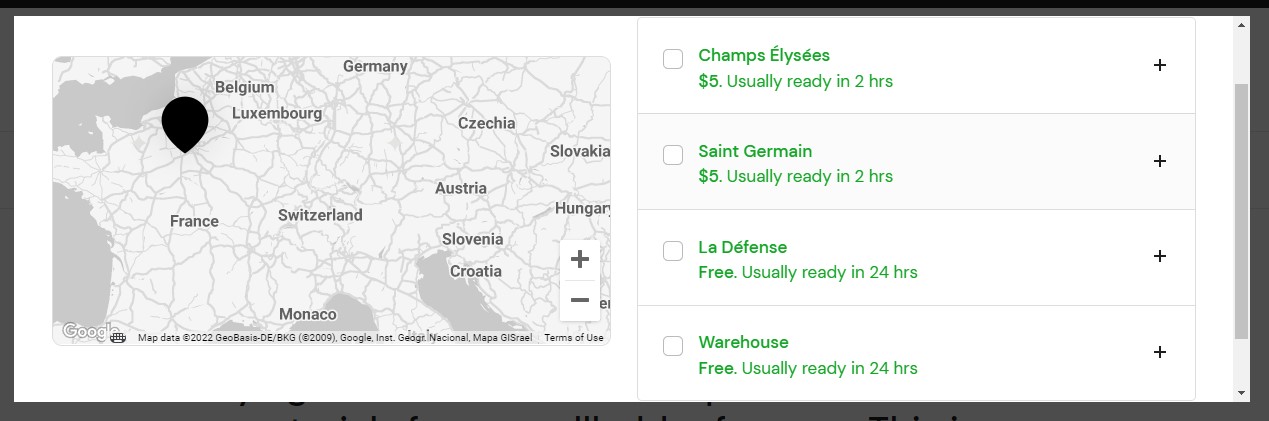 Germany
Belgium
Luxembourg
Czechia
Slovakia
Austria
France
Switzerland
Hungary
Slovenia
Croatia
Monaco
Google
Map data ©2022 GeoBasis-DE/BKG (©2009), Google, Inst. Geogr. Nacional, Mapa GISrael
Terms of Use
Champs Élysées
$5. Usually ready in 2 hrs
Saint Germain
$5. Usually ready in 2 hrs
La Défense
Free. Usually ready in 24 hrs
Warehouse
Free. Usually ready in 24 hrs